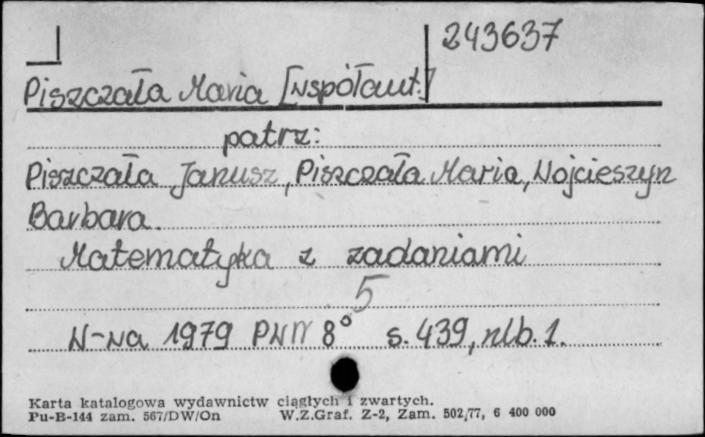 243637
Piszczała Maria [współaut.]
patrz:
Piszczała Janusz, Piszczała Maria, Wojcieszyn
Barbara.
Matematyka z zadaniami
5
W-wa 1979 PWN 8° s. 439, nlb. 1.
Karta katalogowa wydawnictw ciągłych i zwartych.
Pu-B-144 zam. 567/DW/On W.Z.Graf. Z-2, Zam. 502/77, 6 400 000